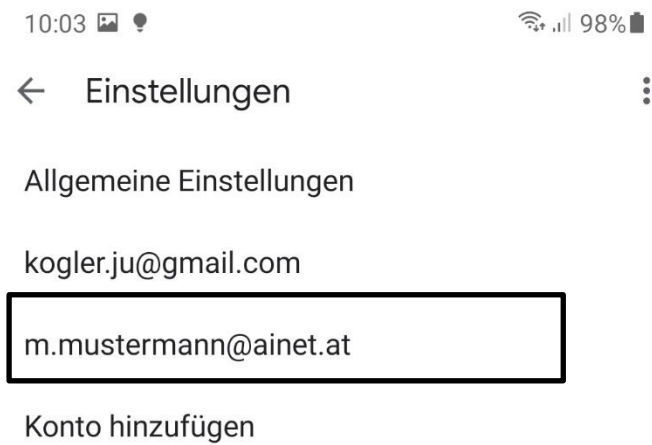 10:03 98%
Einstellungen
Allgemeine Einstellungen
kogler.ju@gmail.com
m.mustermann@ainet.at
Konto hinzufügen